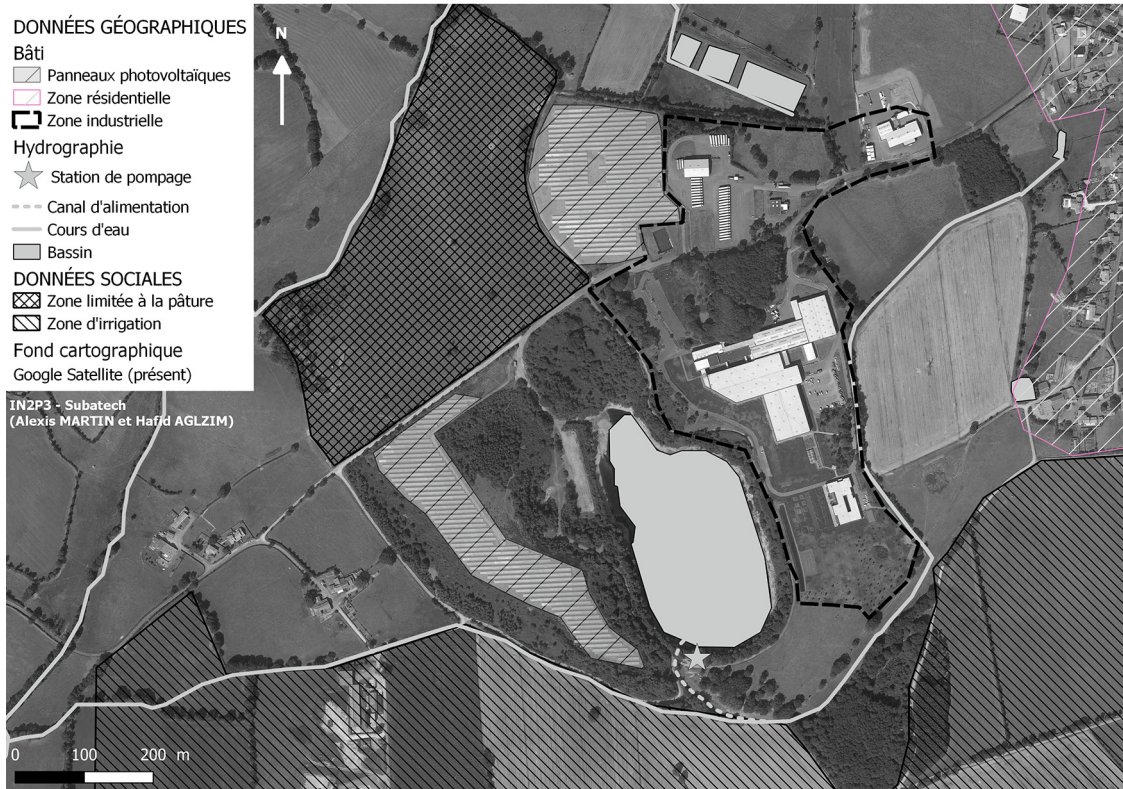 DONNÉES GÉOGRAPHIQUES
Bâti
Panneaux photovoltaïques
Zone résidentielle
Zone industrielle
Hydrographie
Station de pompage
Canal d'alimentation
Cours d'eau
Bassin
DONNÉES SOCIALES
Zone limitée à la pâture
Zone d'irrigation
Fond cartographique
Google Satellite (présent)
IN2P3 - Subatech
(Alexis MARTIN et Hafid AGLZIM)
N
0 100 200 m